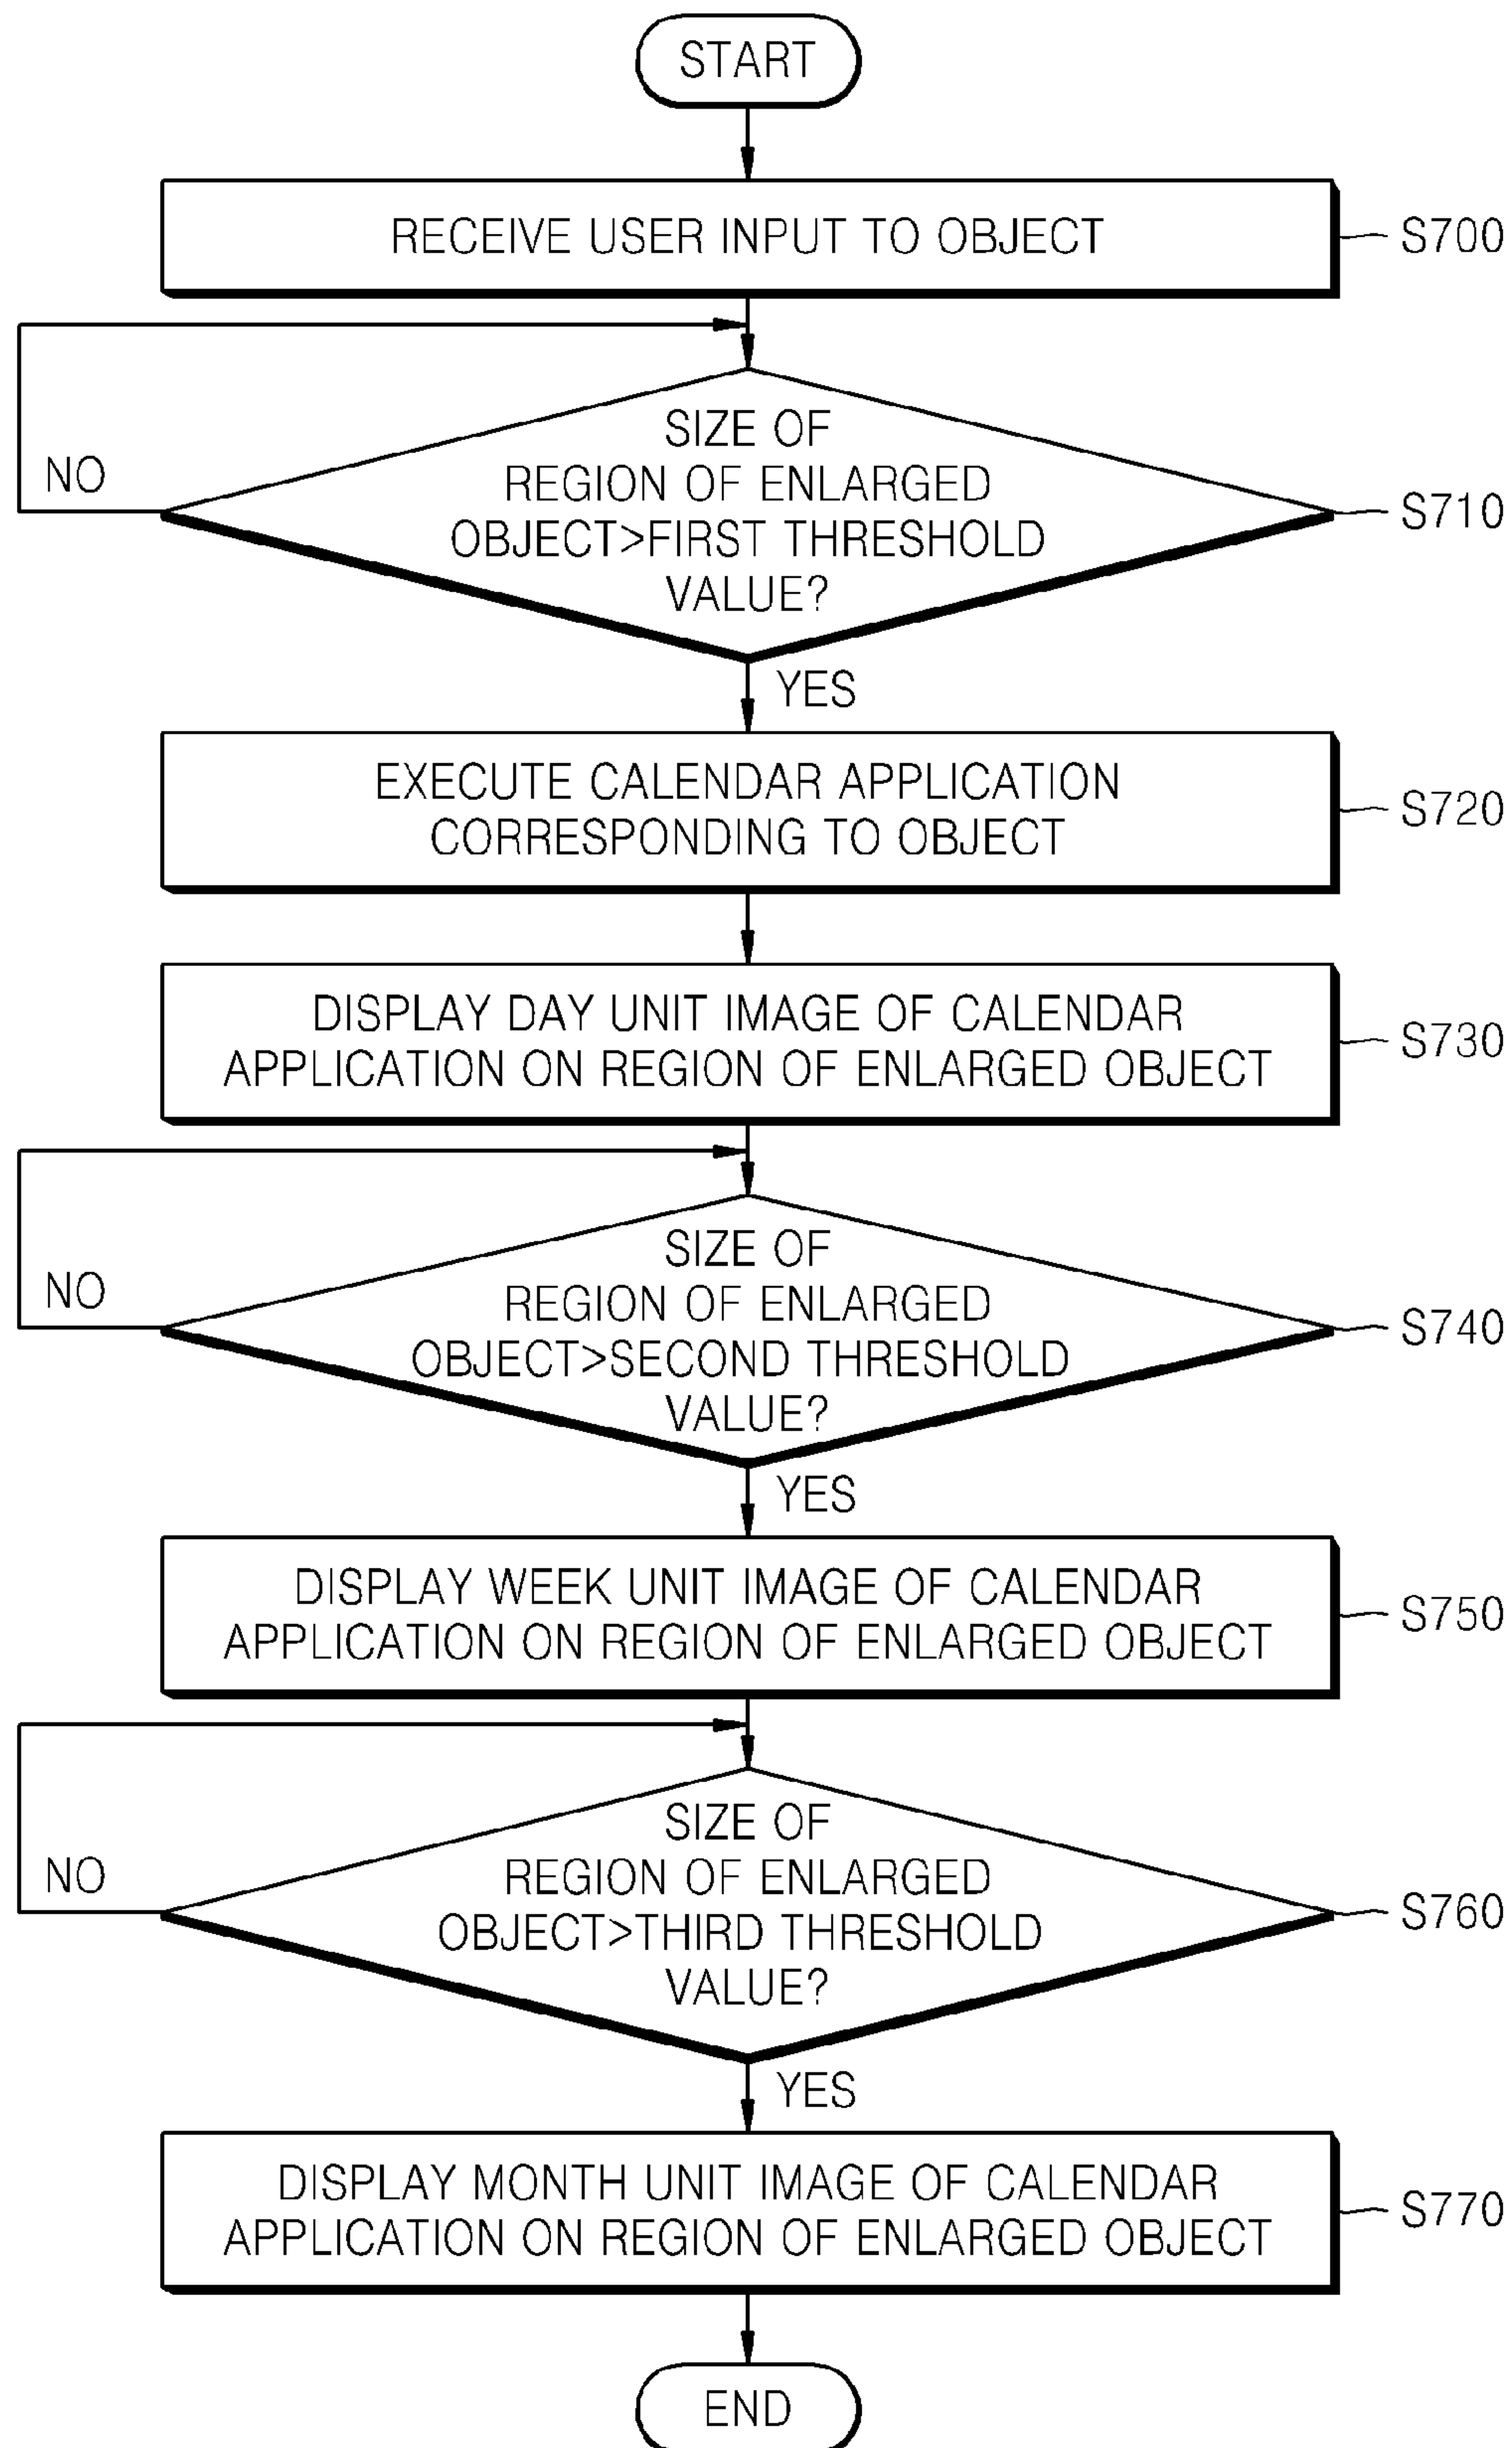 START
RECEIVE USER INPUT TO OBJECT
S700
SIZE OF
REGION OF ENLARGED
OBJECT>FIRST THRESHOLD
VALUE?
NO
S710
YES
EXECUTE CALENDAR APPLICATION
CORRESPONDING TO OBJECT
S720
DISPLAY DAY UNIT IMAGE OF CALENDAR
APPLICATION ON REGION OF ENLARGED OBJECT
S730
SIZE OF
REGION OF ENLARGED
OBJECT>SECOND THRESHOLD
VALUE?
NO
S740
YES
DISPLAY WEEK UNIT IMAGE OF CALENDAR
APPLICATION ON REGION OF ENLARGED OBJECT
S750
SIZE OF
REGION OF ENLARGED
OBJECT>THIRD THRESHOLD
VALUE?
NO
S760
YES
DISPLAY MONTH UNIT IMAGE OF CALENDAR
APPLICATION ON REGION OF ENLARGED OBJECT
S770
END